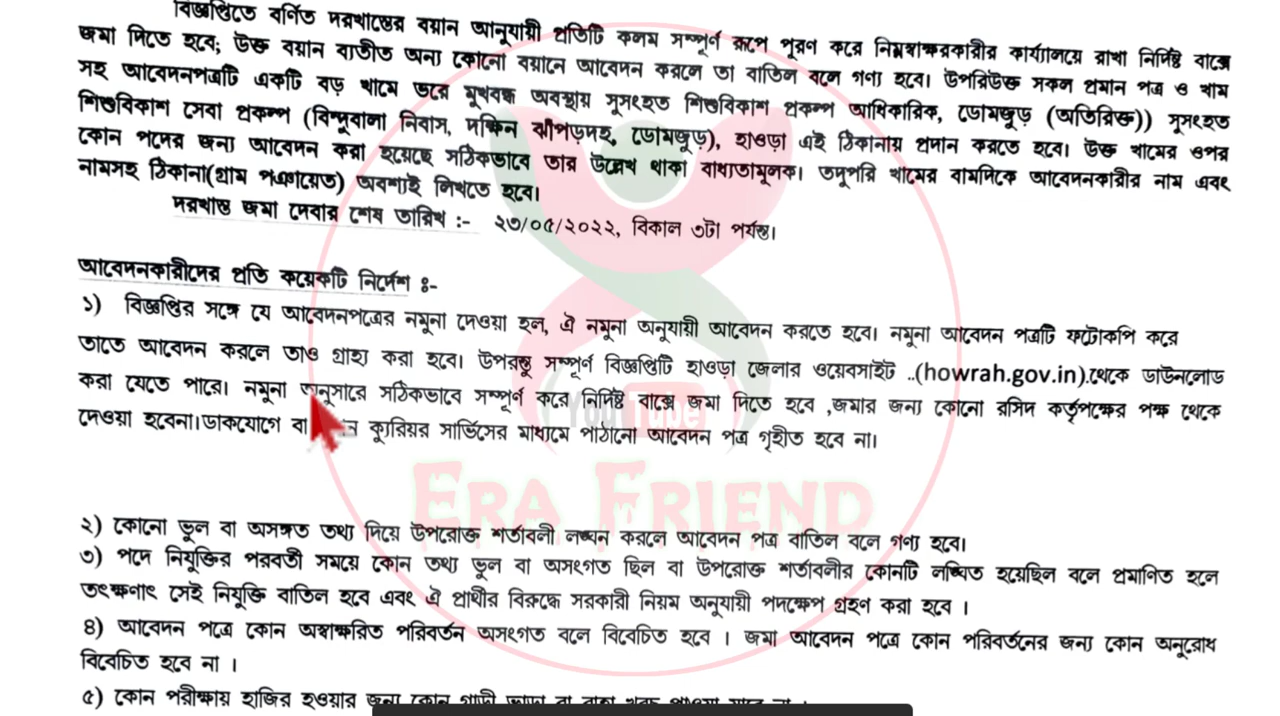 বিজ্ঞপ্তিতে বর্ণিত দরখাস্তের বয়ান আনুযায়ী প্রতিটি কলম সম্পূর্ণ রূপে পূরণ করে নিম্নস্বাক্ষরকারীর কার্য্যালয়ে রাখা নির্দিষ্ট বাক্সে
জমা দিতে হবে; উক্ত বয়ান ব্যতীত অন্য কোনো বয়ানে আবেদন করলে তা বাতিল বলে গণ্য হবে। উপরিউক্ত সকল প্রমান পত্র ও খাম
সহ আবেদনপত্রটি একটি বড় খামে ভরে মুখবন্ধ অবস্থায় সুসংহত শিশুবিকাশ প্রকল্প আধিকারিক, ডোমজুড় (অতিরিক্ত)) সুসংহত
শিশুবিকাশ সেবা প্রকল্প (বিন্দুবালা নিবাস, দক্ষিন ঝাঁপড়দহ, ডোমজুড়), হাওড়া এই ঠিকানায় প্রদান করতে হবে। উক্ত খামের ওপর
কোন পদের জন্য আবেদন করা হয়েছে সঠিকভাবে তার উল্লেখ থাকা বাধ্যতামূলক। তদুপরি খামের বামদিকে আবেদনকারীর নাম এবং
নামসহ ঠিকানা(গ্রাম পঞ্চায়েত) অবশ্যই লিখতে হবে।
দরখাস্ত জমা দেবার শেষ তারিখ :- ২৩/০৫/২০২২, বিকাল ৩টা পর্যন্ত।
আবেদনকারীদের প্রতি কয়েকটি নির্দেশ ঃ-
১) বিজ্ঞপ্তির সঙ্গে যে আবেদনপত্রের নমুনা দেওয়া হল, ঐ নমুনা অনুযায়ী আবেদন করতে হবে। নমুনা আবেদন পত্রটি ফটোকপি করে
তাতে আবেদন করলে তাও গ্রাহ্য করা হবে। উপরন্তু সম্পূর্ণ বিজ্ঞপ্তিটি হাওড়া জেলার ওয়েবসাইট ..(howrah.gov.in).থেকে ডাউনলোড
করা যেতে পারে। নমুনা অনুসারে সঠিকভাবে সম্পূর্ণ করে নির্দিষ্ট বাক্সে জমা দিতে হবে ,জমার জন্য কোনো রসিদ কর্তৃপক্ষের পক্ষ থেকে
দেওয়া হবেনা।ডাকযোগে বা ক্যুরিয়র সার্ভিসের মাধ্যমে পাঠানো আবেদন পত্র গৃহীত হবে না।
You Tube
ERA FRIEND
২) কোনো ভুল বা অসঙ্গত তথ্য দিয়ে উপরোক্ত শর্তাবলী লঙ্ঘন করলে আবেদন পত্র বাতিল বলে গণ্য হবে।
৩) পদে নিযুক্তির পরবর্তী সময়ে কোন তথ্য ভুল বা অসংগত ছিল বা উপরোক্ত শর্তাবলীর কোনটি লঙ্ঘিত হয়েছিল বলে প্রমাণিত হলে
তৎক্ষণাৎ সেই নিযুক্তি বাতিল হবে এবং ঐ প্রার্থীর বিরুদ্ধে সরকারী নিয়ম অনুযায়ী পদক্ষেপ গ্রহণ করা হবে ।
৪) আবেদন পত্রে কোন অস্বাক্ষরিত পরিবর্তন অসংগত বলে বিবেচিত হবে । জমা আবেদন পত্রে কোন পরিবর্তনের জন্য কোন অনুরোধ
বিবেচিত হবে না ।
৫) কোন পরীক্ষায় হাজির হওয়ার জন্য কোন গাড়ী ভাড়া বা রাহা খরচ পাওয়া যাবে না ।